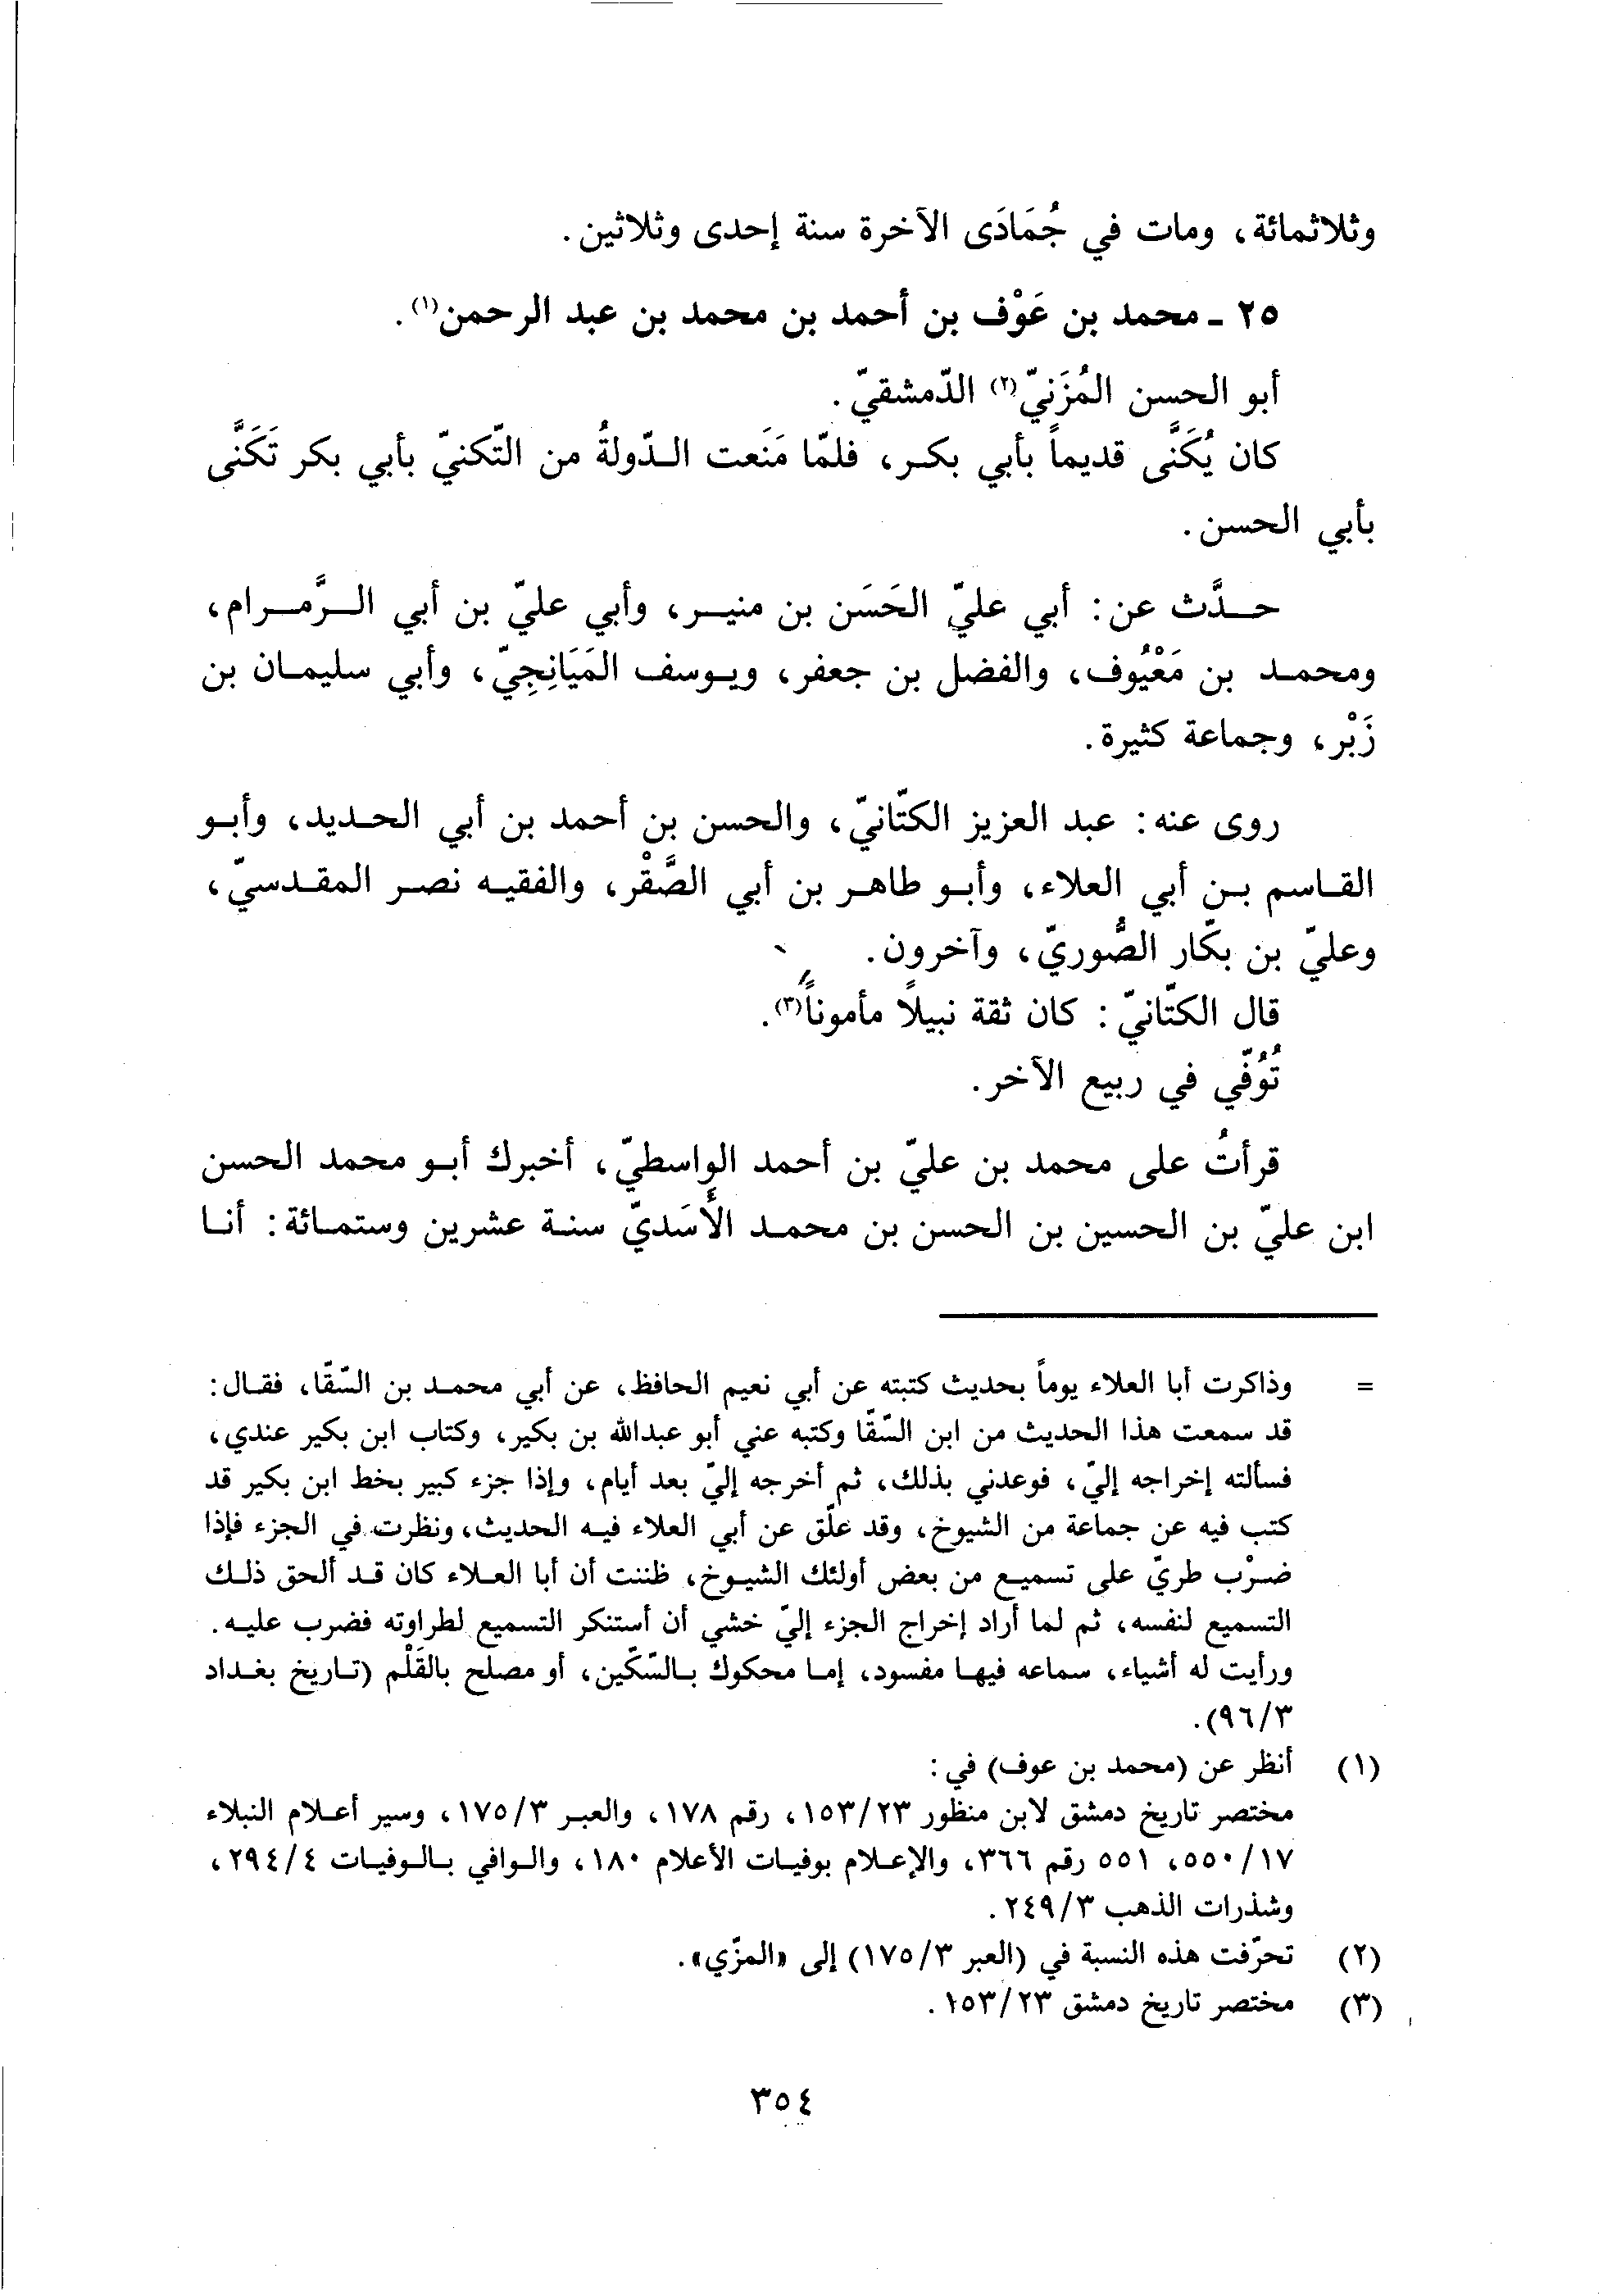 وثلاثمائة، ومات في جُمَادَى الآخرة سنة إحدى وثلاثين.
٢٥ - محمد بن عَوْف بن أحمد بن محمد بن عبد الرحمن(١).
أبو الحسن المُزَنيّ(٢) الدّمشقيّ.
كان يُكَنَّى قديماً بأبي بكر، فلمّا مَنَعت الدّولةُ من التّكنيّ بأبي بكر تَكَنَّى
بأبي الحسن.
حدَّث عن: أبي عليّ الحَسَن بن منير، وأبي عليّ بن أبي الرَّمرام،
ومحمد بن مَعْيُوف، والفضل بن جعفر، ويوسف المَيَانِجِيّ، وأبي سليمان بن
زَبْر، وجماعة كثيرة.
روى عنه: عبد العزيز الكتّانيّ، والحسن بن أحمد بن أبي الحديد، وأبو
القاسم بن أبي العلاء، وأبو طاهر بن أبي الصَّقْر، والفقيه نصر المقدسيّ،
وعليّ بن بكّار الصُّوريّ، وآخرون.
قال الكتّانيّ: كان ثقة نبيلاً مأموناً(٣).
تُوُفّي في ربيع الآخر.
قرأتُ على محمد بن عليّ بن أحمد الواسطيّ، أخبرك أبو محمد الحسن
ابن عليّ بن الحسين بن الحسن بن محمد الأَسَديّ سنة عشرين وستمائة: أنا
= وذاكرت أبا العلاء يوماً بحديث كتبته عن أبي نعيم الحافظ، عن أبي محمد بن السّقّا، فقال:
قد سمعت هذا الحديث من ابن السّقّا وكتبه عني أبو عبدالله بن بكير، وكتاب ابن بكير عندي،
فسألته إخراجه إليّ، فوعدني بذلك، ثم أخرجه إليّ بعد أيام، وإذا جزء كبير بخط ابن بكير قد
كتب فيه عن جماعة من الشيوخ، وقد علّق عن أبي العلاء فيه الحديث، ونظرت في الجزء فإذا
ضرْب طريّ على تسميع من بعض أولئك الشيوخ، ظننت أن أبا العلاء كان قد ألحق ذلك
التسميع لنفسه، ثم لما أراد إخراج الجزء إليّ خشي أن أستنكر التسميع لطراوته فضرب عليه.
ورأيت له أشياء، سماعه فيها مفسود، إما محكوك بالسّكّين، أو مصلح بالقَلْم (تاريخ بغداد
٩٦/٣).
(١) أنظر عن (محمد بن عوف) في:
مختصر تاريخ دمشق لابن منظور ١٥٣/٢٣، رقم ١٧٨، والعبر ١٧٥/٣، وسير أعلام النبلاء
٥٥٠/١٧، ٥٥١ رقم ٣٦٦، والإعلام بوفيات الأعلام ١٨٠، والوافي بالوفيات ٢٩٤/٤،
وشذرات الذهب ٢٤٩/٣.
(٢) تحرّفت هذه النسبة في (العبر ١٧٥/٣) إلى «المزّي».
(٣) مختصر تاريخ دمشق ١٥٣/٢٣.
٣٥٤